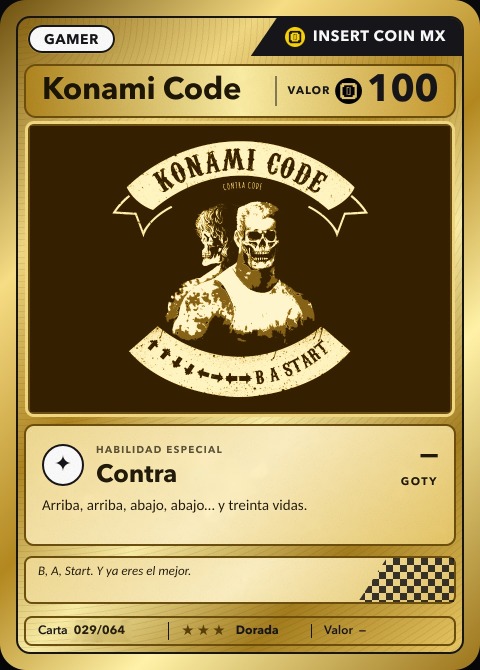 GAMER
INSERT COIN MX
Konami Code
VALOR 100
KONAMI CODE
CONTRA CODE
↑↑↓↓←→←→ B A START
HABILIDAD ESPECIAL
Contra
—
GOTY
Arriba, arriba, abajo, abajo... y treinta vidas.
B, A, Start. Y ya eres el mejor.
Carta 029/064
★★★ Dorada
Valor —